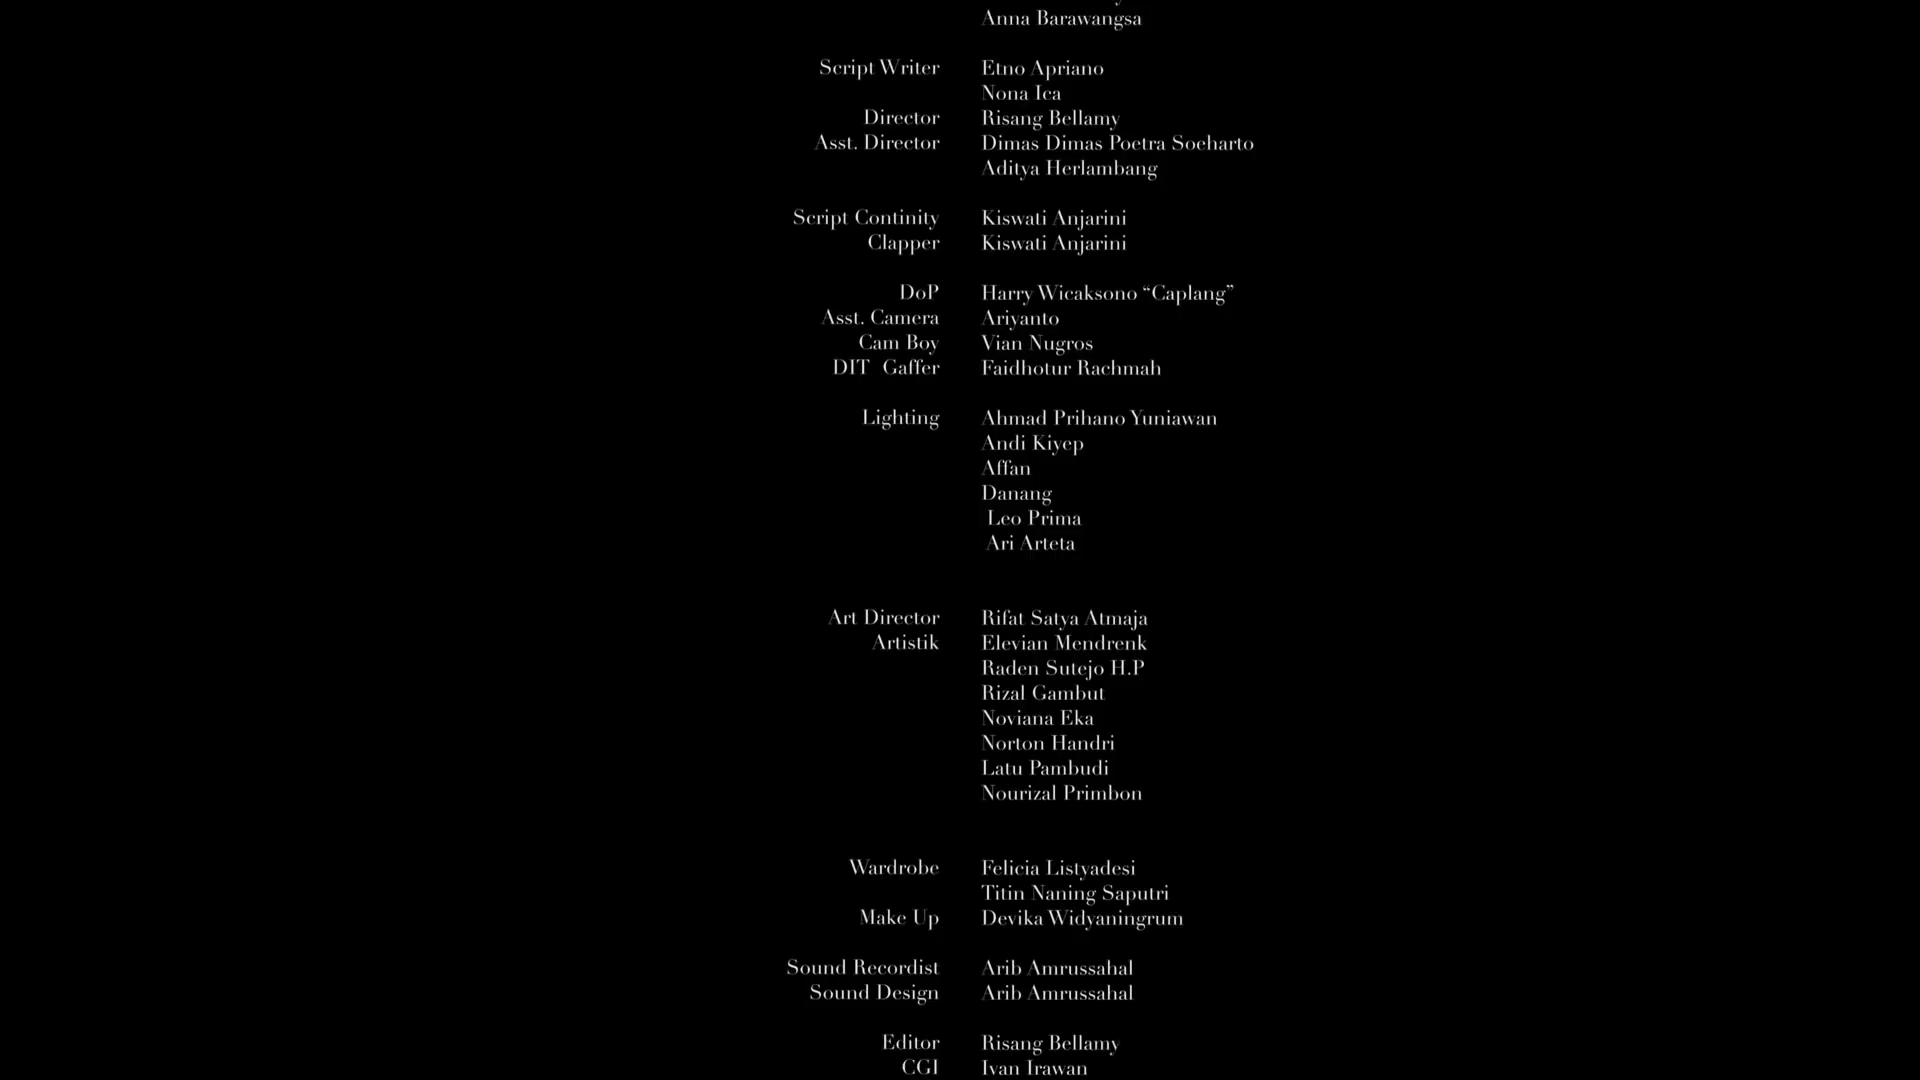 Anna Barawangsa
Script Writer Etno Apriano
Nona Ica
Director Risang Bellamy
Asst. Director Dimas Dimas Poetra Soeharto
Aditya Herlambang
Script Continity Kiswati Anjarini
Clapper Kiswati Anjarini
DoP Harry Wicaksono “Caplang”
Asst. Camera Ariyanto
Cam Boy Vian Nugros
DIT Gaffer Faidhotur Rachmah
Lighting Ahmad Prihano Yuniawan
Andi Kiyep
Affan
Danang
Leo Prima
Ari Arteta
Art Director Rifat Satya Atmaja
Artistik Elevian Mendrenk
Raden Sutejo H.P
Rizal Gambut
Noviana Eka
Norton Handri
Latu Pambudi
Nourizal Primbon
Wardrobe Felicia Listyadesi
Titin Naning Saputri
Make Up Devika Widyaningrum
Sound Recordist Arib Amrussahal
Sound Design Arib Amrussahal
Editor Risang Bellamy
CGI Ivan Irawan